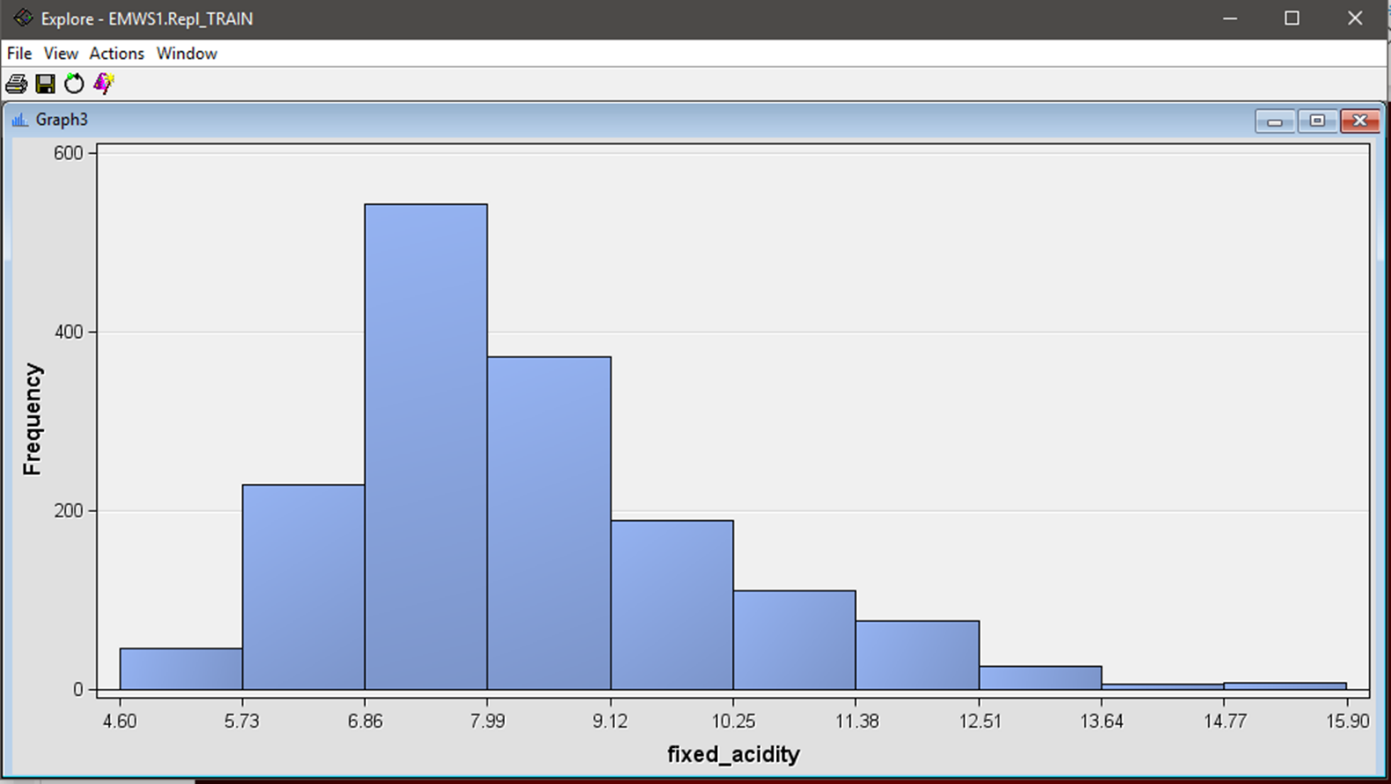 Explore - EMWS1.Repl_TRAIN
File View Actions Window
Graph3
600
400
200
0
Frequency
4.60 5.73 6.86 7.99 9.12 10.25 11.38 12.51 13.64 14.77 15.90
fixed_acidity